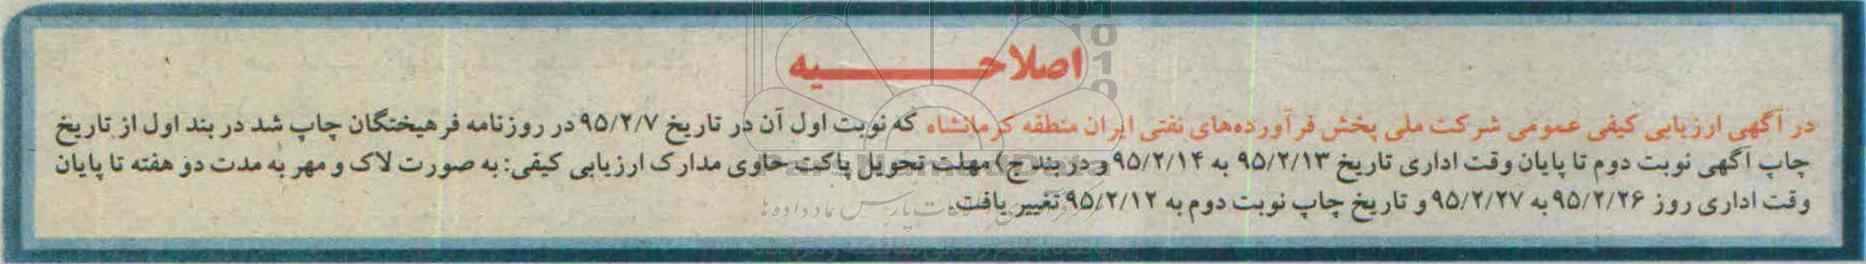 اصلاحـــــــیه
در آگهی ارزیابی کیفی عمومی شرکت ملی پخش فرآورده‌های نفتی ایران منطقه کرمانشاه که نوبت اول آن در تاریخ ۹۵/۲/۷ در روزنامه فرهیختگان چاپ شد در بند اول از تاریخ
چاپ آگهی نوبت دوم تا پایان وقت اداری تاریخ ۹۵/۲/۱۳ به ۹۵/۲/۱۴ و در بند ج) مهلت تحویل پاکت حاوی مدارک ارزیابی کیفی: به صورت لاک و مهر به مدت دو هفته تا پایان
وقت اداری روز ۹۵/۲/۲۶ به ۹۵/۲/۲۷ و تاریخ چاپ نوبت دوم به ۹۵/۲/۱۲ تغییر یافت.